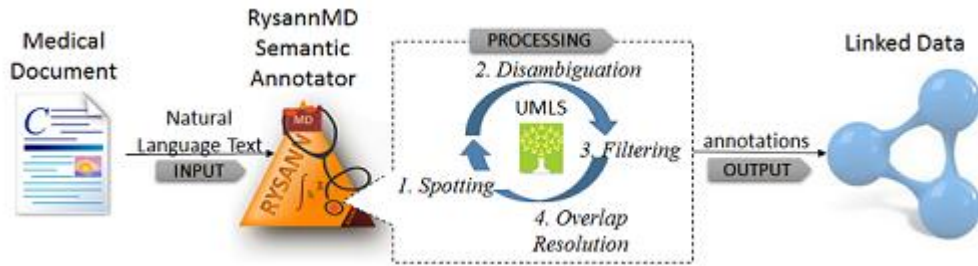 Medical
Document
C
Natural
Language Text
INPUT
RysannMD
Semantic
Annotator
MD
RYSANN
PROCESSING
2. Disambiguation
UMLS
3. Filtering
1. Spotting
4. Overlap
Resolution
annotations
OUTPUT
Linked Data